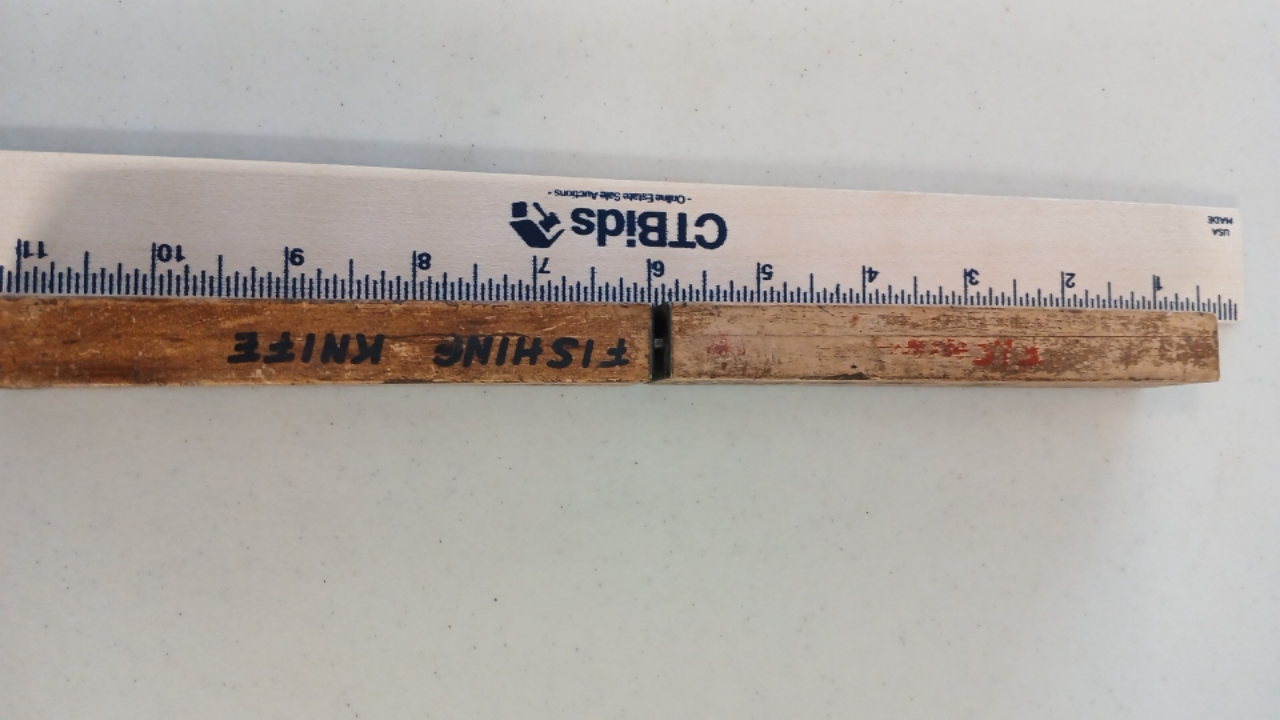 FISHING KNIFE
1 2 3 4 5 6 7 8 9 10 11
CTBids
- Online Estate Sale Auctions -
MADE
USA